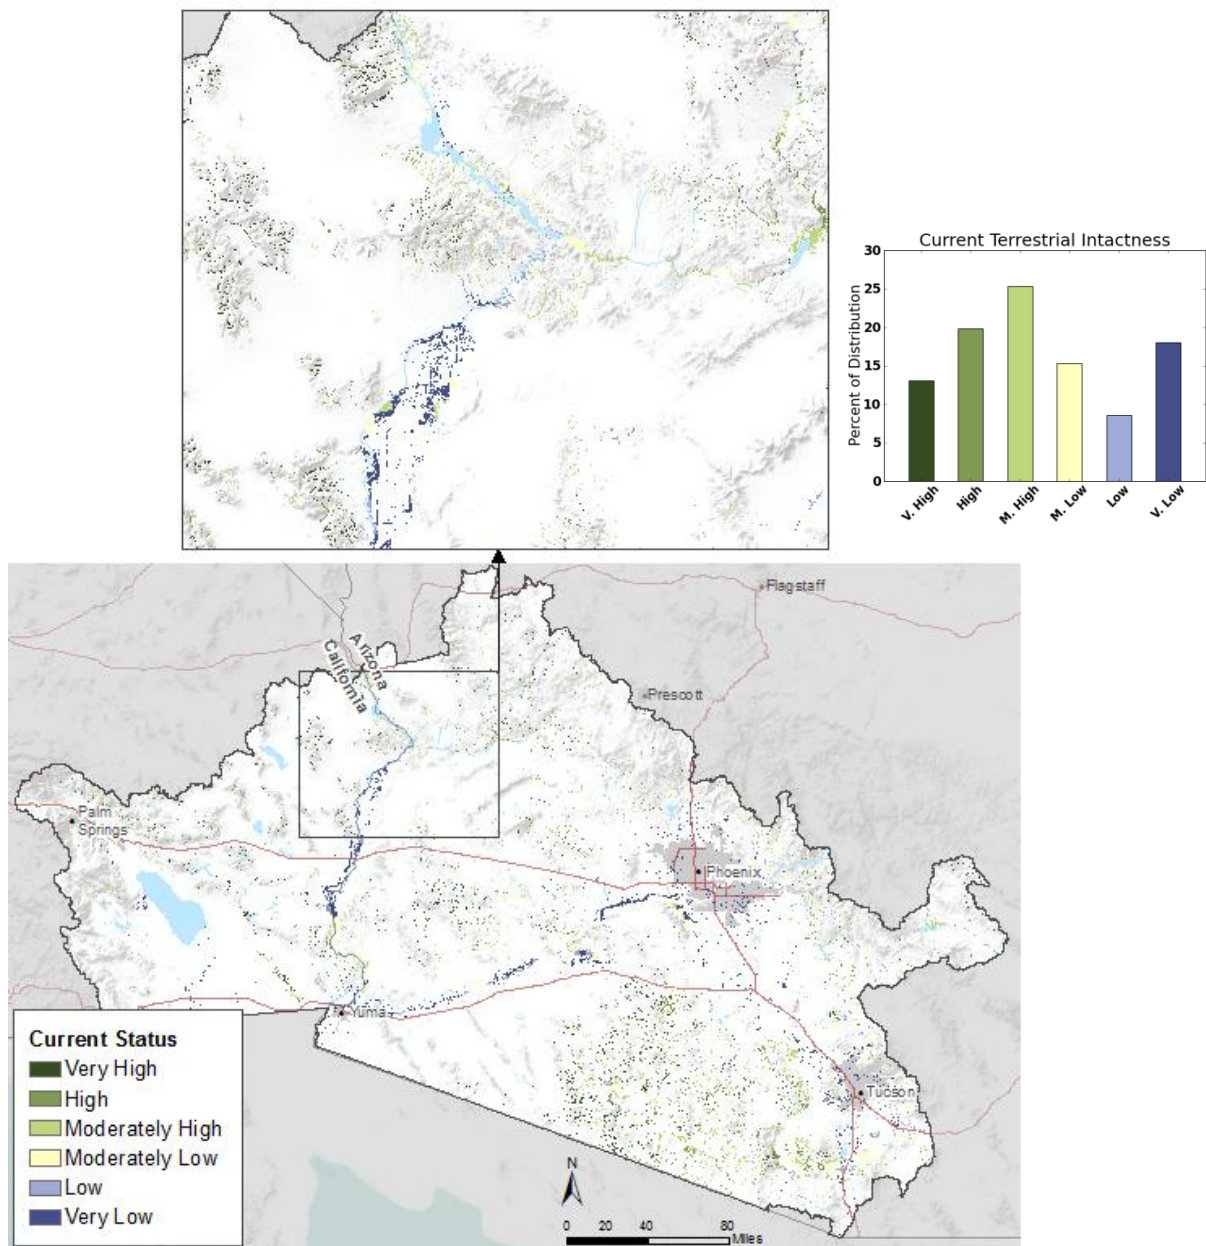 Current Terrestrial Intactness
Percent of Distribution
30
25
20
15
10
5
0
V. High
High
M. High
M. Low
Low
V. Low
Flagstaff
Arizona
California
Prescott
Palm
Springs
Phoenix
Yuma
Tucson
Current Status
Very High
High
Moderately High
Moderately Low
Low
Very Low
N
0 20 40 80
Miles